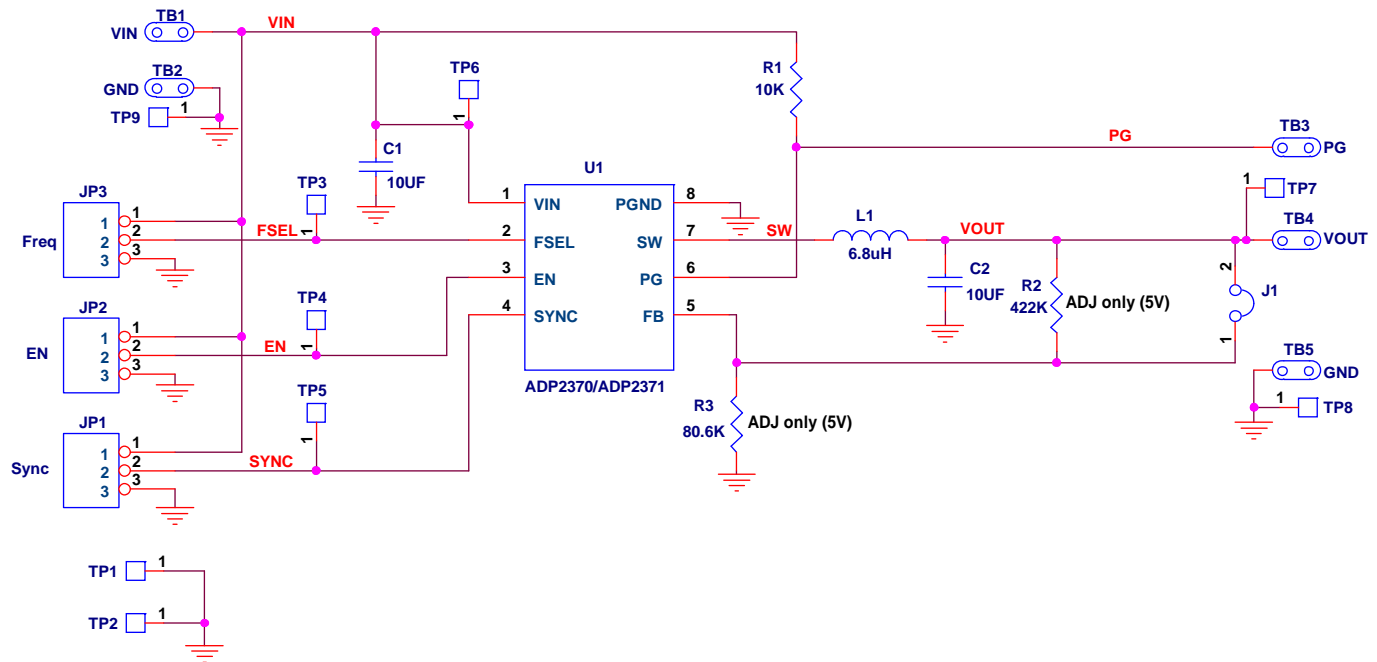 TB1
VIN
VIN
TB2
GND
TP9
1
TP6
1
R1
10K
C1
10UF
PG
TB3
PG
U1
JP3
Freq
1
2
3
1
2
3
TP3
1
FSEL
1
2
3
4
VIN
FSEL
EN
SYNC
PGND
SW
PG
FB
8
7
6
5
ADP2370/ADP2371
SW
L1
6.8uH
VOUT
1
TP7
TB4
VOUT
C2
10UF
R2
422K
ADJ only (5V)
2
J1
1
JP2
EN
1
2
3
1
2
3
TP4
1
EN
TB5
GND
1
TP8
R3
80.6K
ADJ only (5V)
JP1
Sync
1
2
3
1
2
3
TP5
1
SYNC
TP1
1
TP2
1